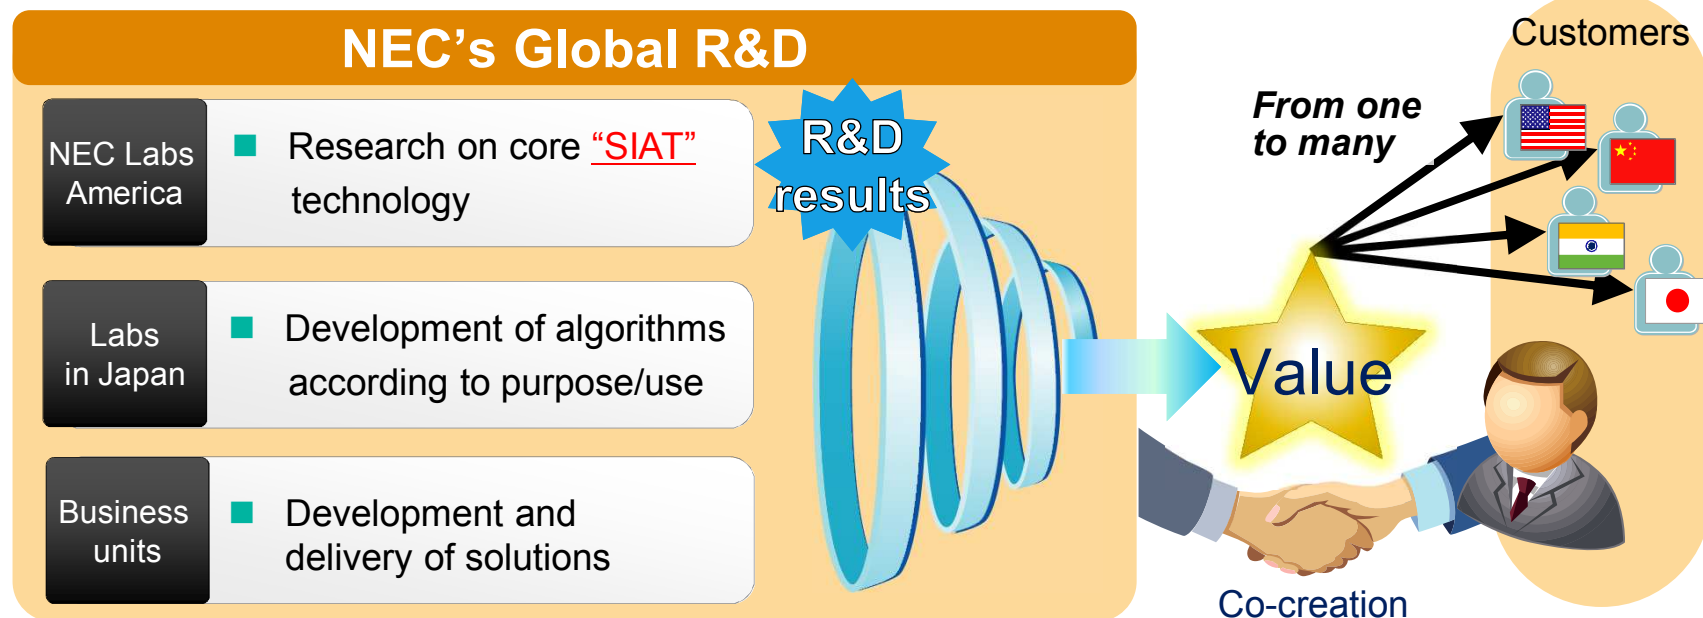 NEC’s Global R&D
NEC Labs
America
■ Research on core “SIAT”
technology
Labs
in Japan
■ Development of algorithms
according to purpose/use
Business
units
■ Development and
delivery of solutions
R&D
results
Value
From one
to many
Customers
Co-creation